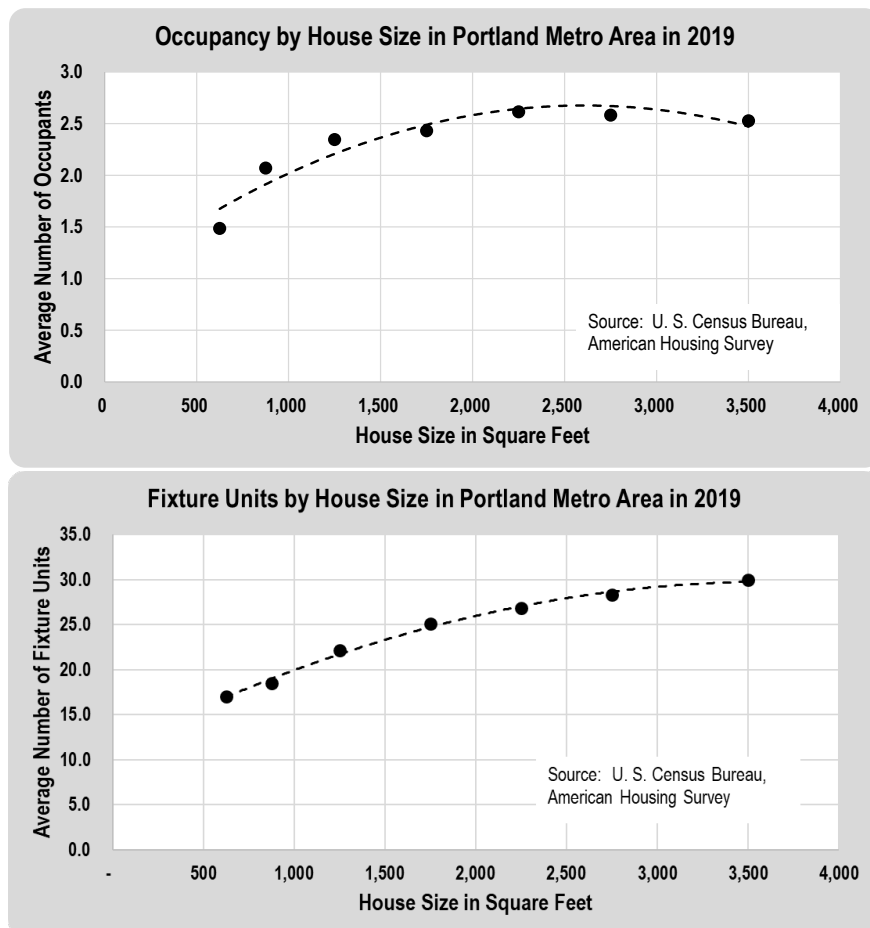 Occupancy by House Size in Portland Metro Area in 2019
Average Number of Occupants
3.0
2.5
2.0
1.5
1.0
0.5
0.0
0 500 1,000 1,500 2,000 2,500 3,000 3,500 4,000
House Size in Square Feet
Source: U. S. Census Bureau,
American Housing Survey
Fixture Units by House Size in Portland Metro Area in 2019
Average Number of Fixture Units
35.0
30.0
25.0
20.0
15.0
10.0
5.0
0.0
- 500 1,000 1,500 2,000 2,500 3,000 3,500 4,000
House Size in Square Feet
Source: U. S. Census Bureau,
American Housing Survey